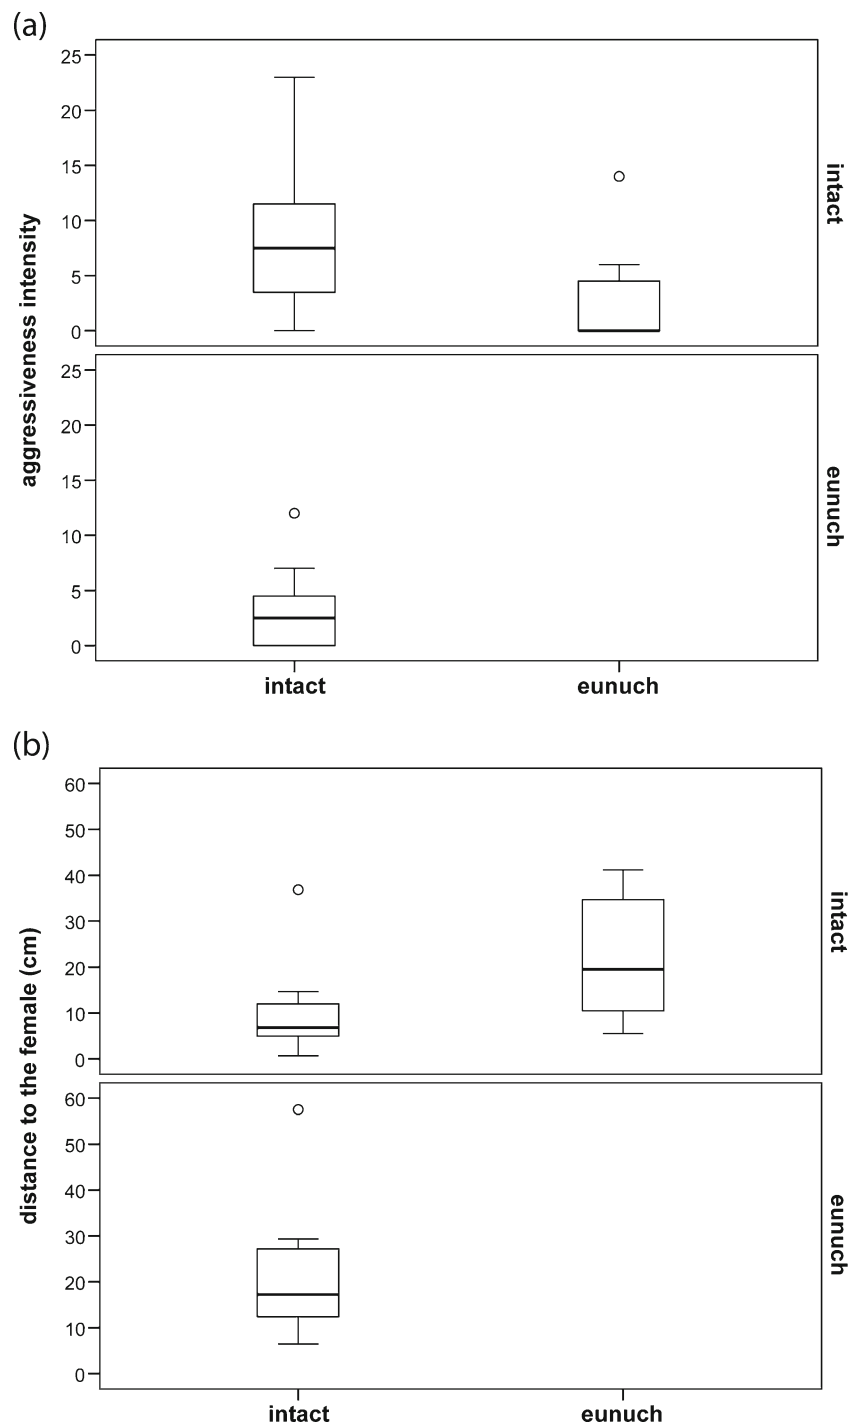 (a)
25
20
15
10
5
0
intact
aggressiveness intensity
25
20
15
10
5
0
eunuch
intact eunuch
(b)
60
50
40
30
20
10
0
intact
distance to the female (cm)
60
50
40
30
20
10
0
eunuch
intact eunuch